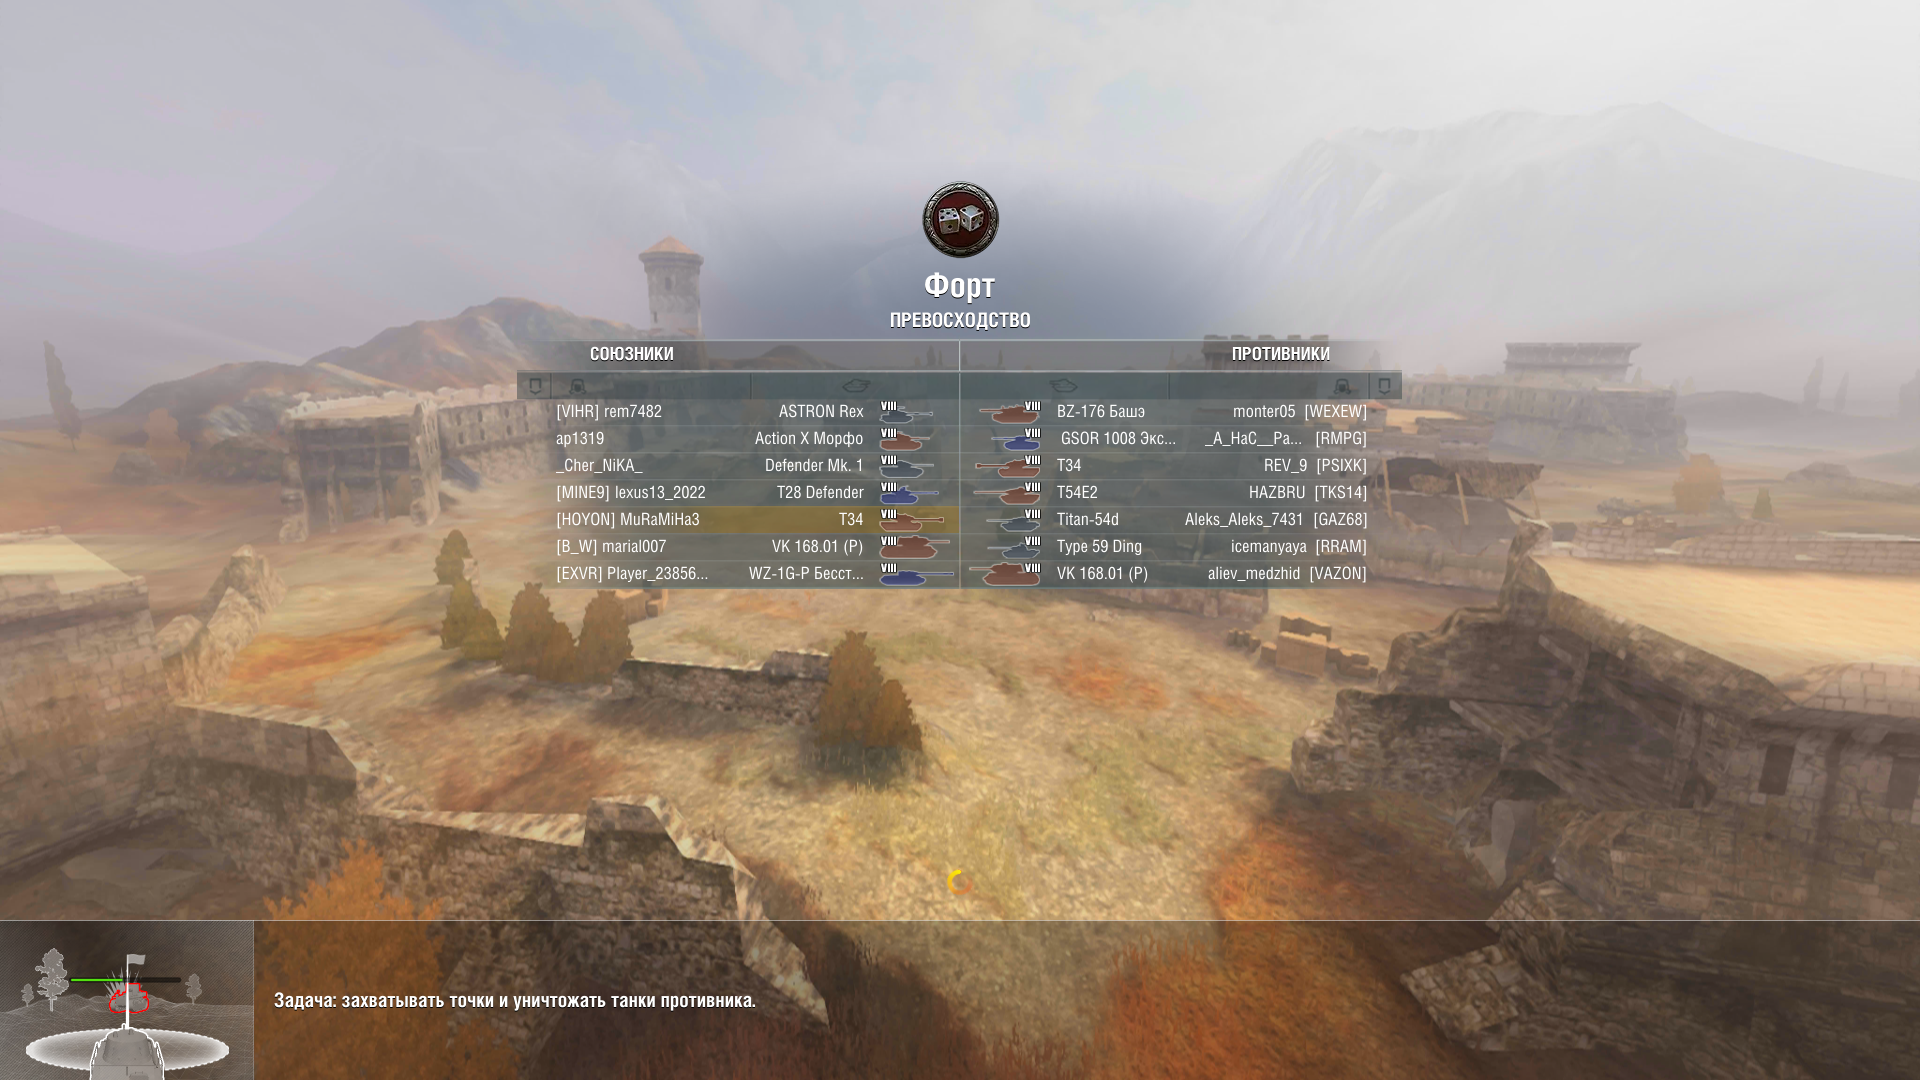 Форт
ПРЕВОСХОДСТВО
СОЮЗНИКИ ПРОТИВНИКИ
[VIHR] rem7482 ASTRON Rex VIII VIII BZ-176 Башэ monter05 [WEXEW]
ap1319 Action X Морфо VIII VIII GSOR 1008 Экс... _A_HaC__Pa... [RMPG]
_Cher_NiKA_ Defender Mk. 1 VIII VIII T34 REV_9 [PSIXK]
[MINE9] lexus13_2022 T28 Defender VIII VIII T54E2 HAZBRU [TKS14]
[HOYON] MuRaMiHa3 T34 VIII VIII Titan-54d Aleks_Aleks_7431 [GAZ68]
[B_W] marial007 VK 168.01 (P) VIII VIII Type 59 Ding icemanyaya [RRAM]
[EXVR] Player_23856... WZ-1G-P Бесст... VIII VIII VK 168.01 (P) aliev_medzhid [VAZON]
Задача: захватывать точки и уничтожать танки противника.